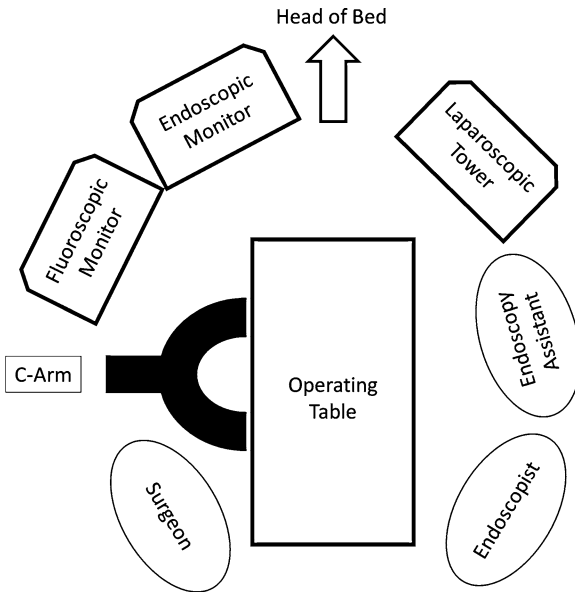 Head of Bed
Endoscopic
Monitor
Laparoscopic
Tower
Fluoroscopic
Monitor
Endoscopy
Assistant
C-Arm
Operating
Table
Surgeon
Endoscopist